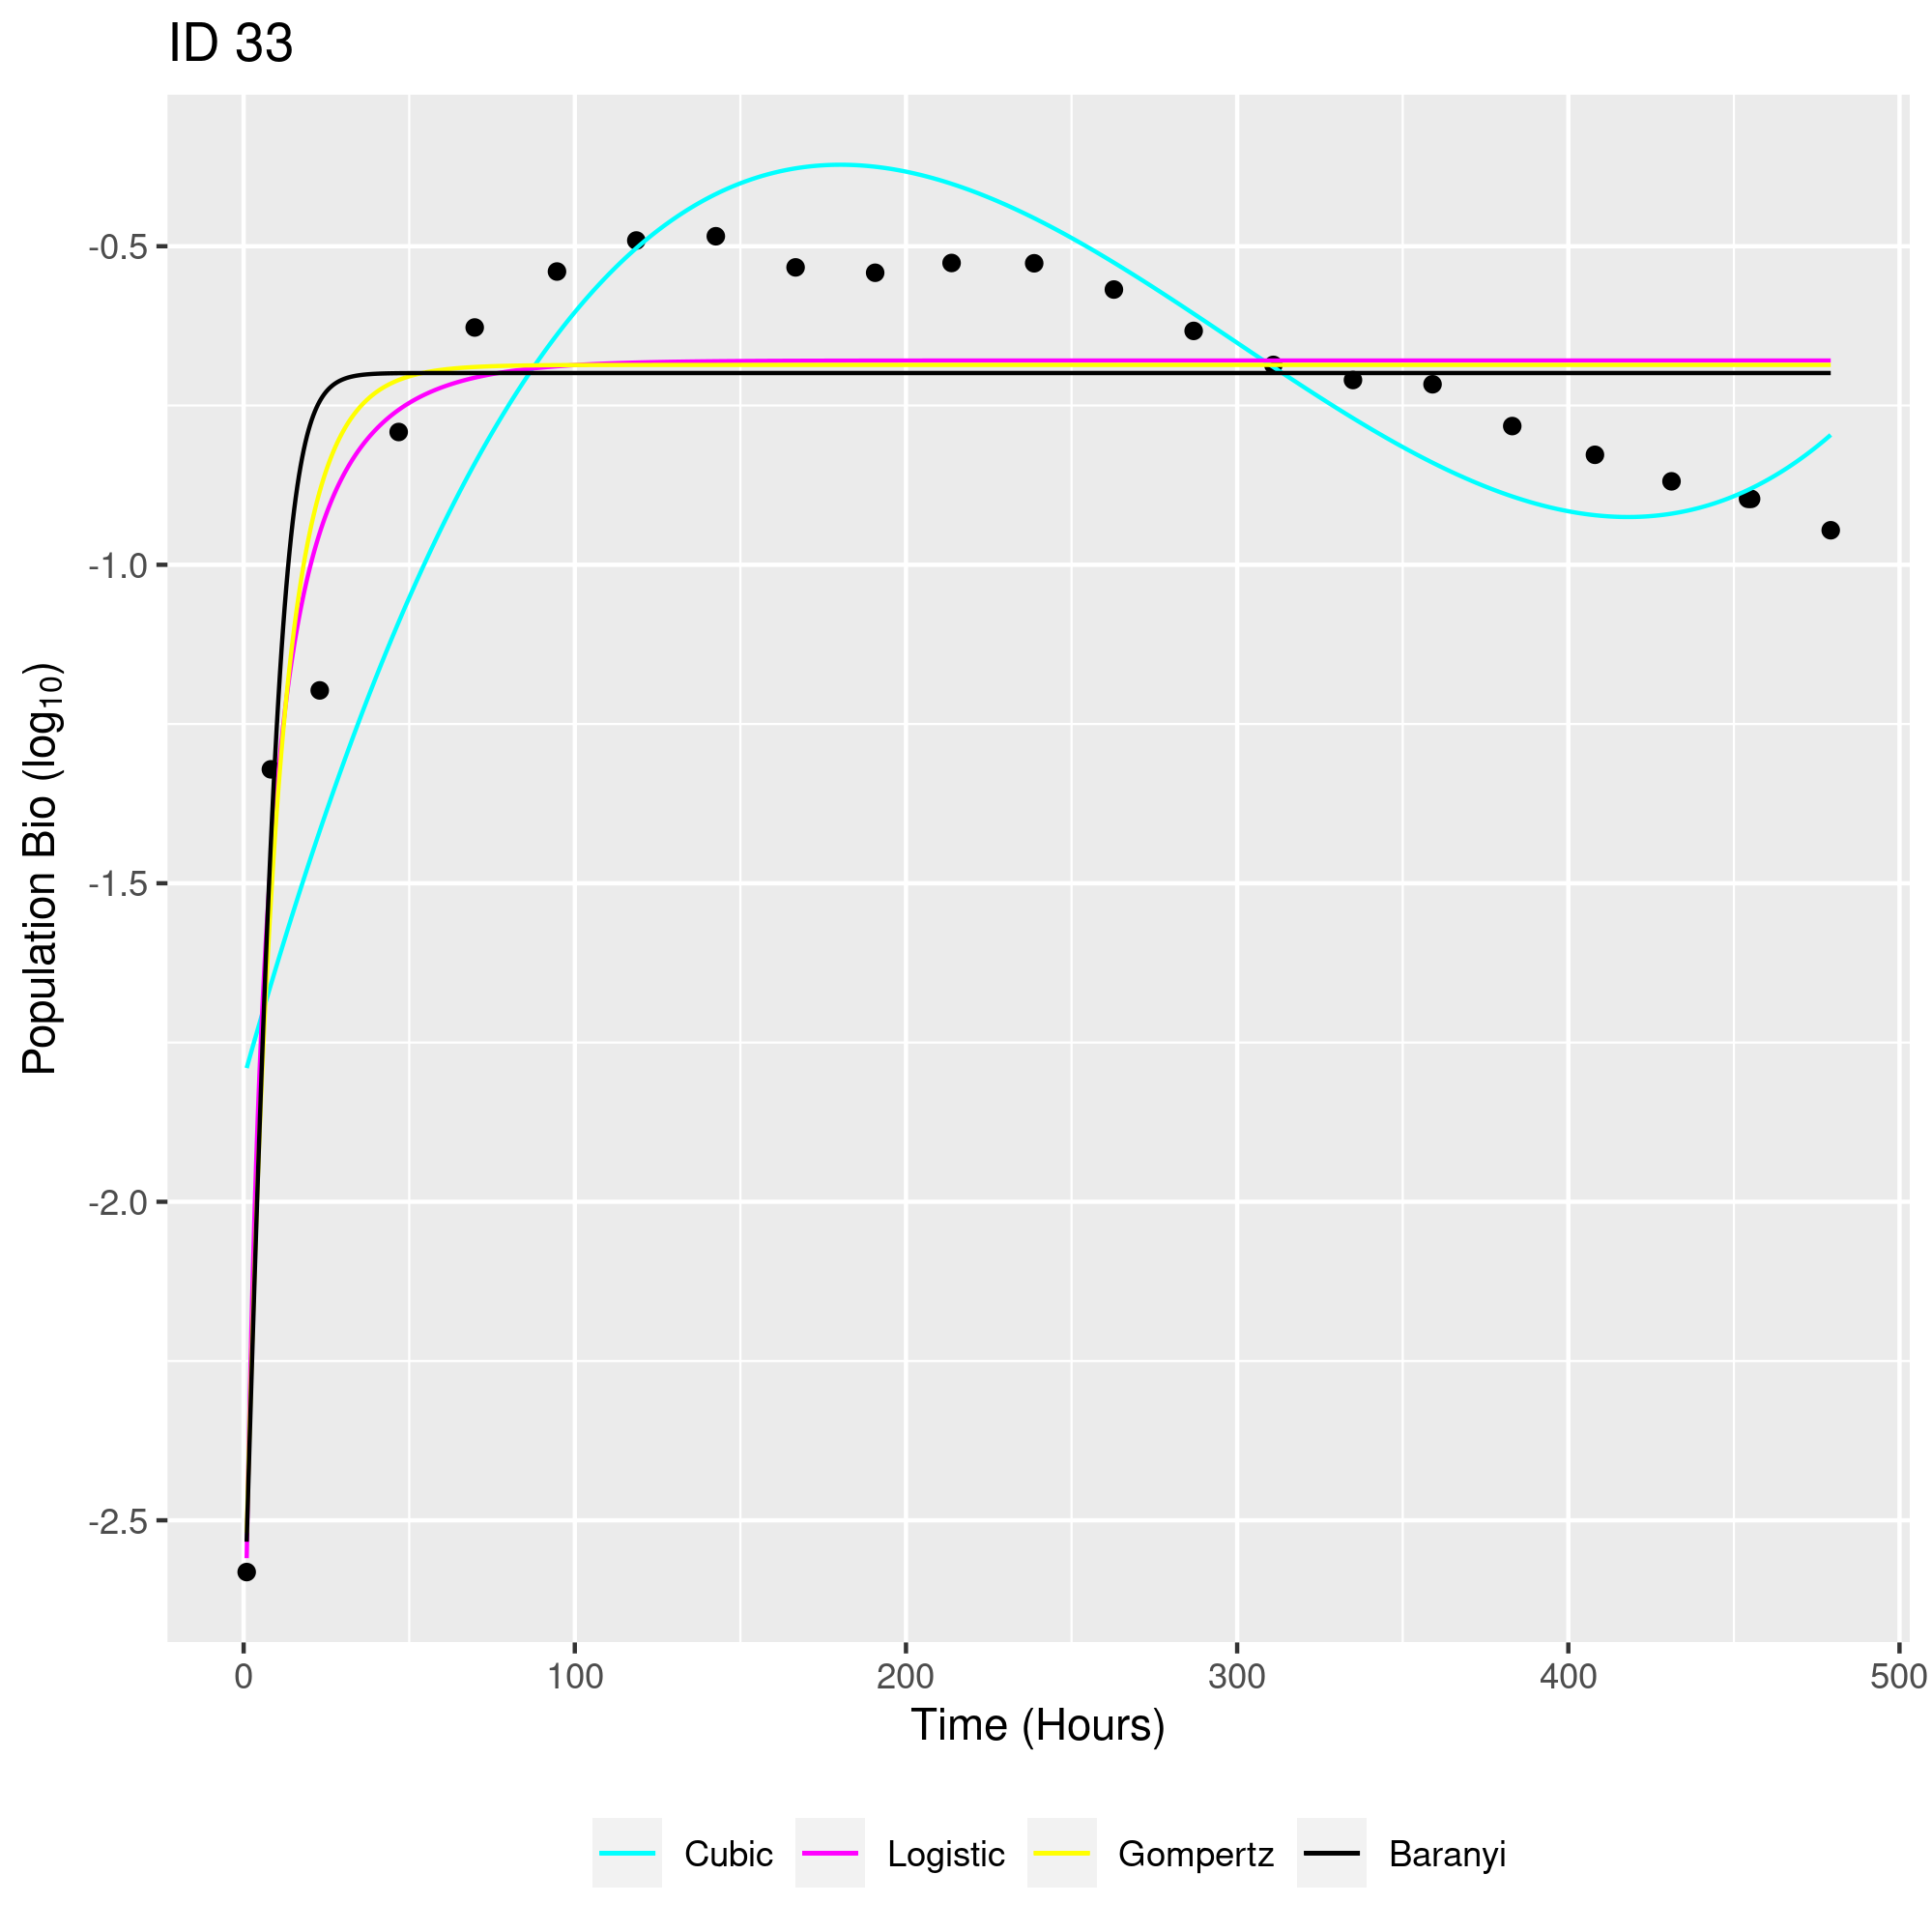 ID 33
Population Bio (log₁₀)
-0.5
-1.0
-1.5
-2.0
-2.5
0 100 200 300 400 500
Time (Hours)
Cubic Logistic Gompertz Baranyi